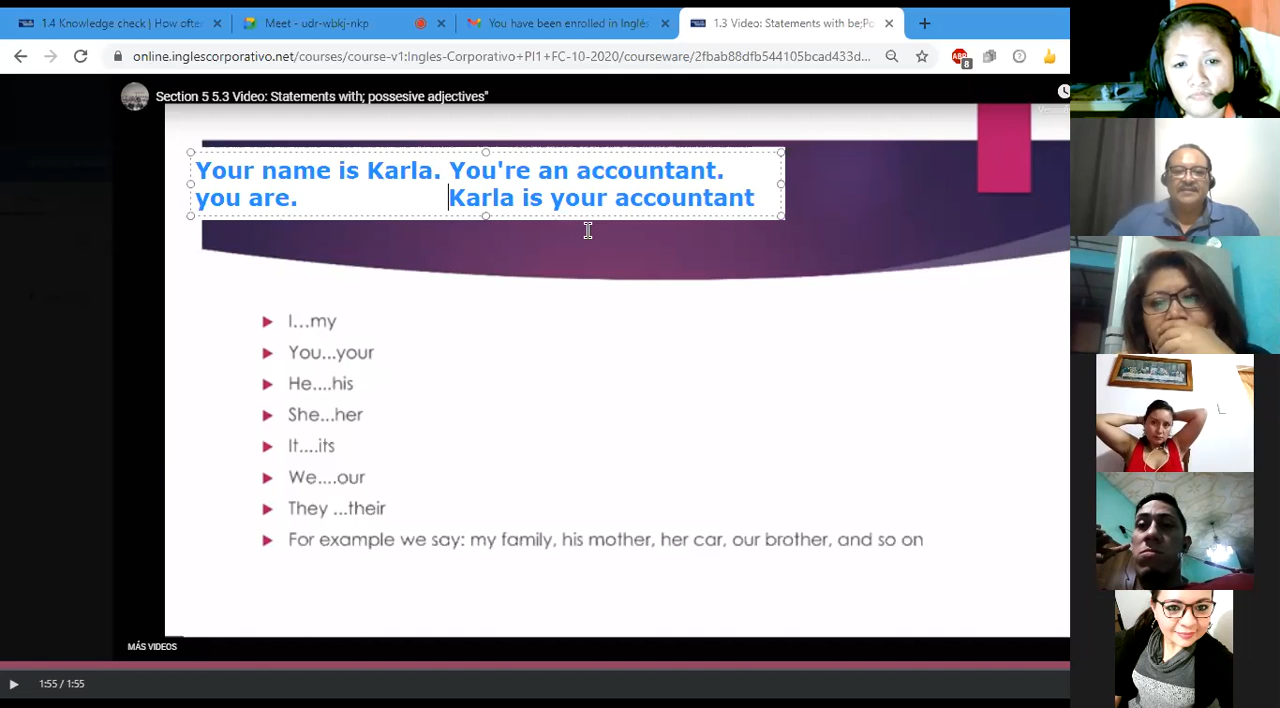 1.4 Knowledge check | How ofte
Meet - udr-wbkj-nkp
You have been enrolled in Inglés
1.3 Video: Statements with be;Po
online.inglescorporativo.net/courses/course-v1:Ingles-Corporativo+PI1+FC-10-2020/courseware/2fbab88dfb544105bcad433d...
ABP
8
Section 5 5.3 Video: Statements with; possesive adjectives"
Your name is Karla. You're an accountant.
you are. Karla is your accountant
I...my
You...your
He....his
She...her
It....its
We....our
They ...their
For example we say: my family, his mother, her car, our brother, and so on
MÁS VIDEOS
1:55 / 1:55